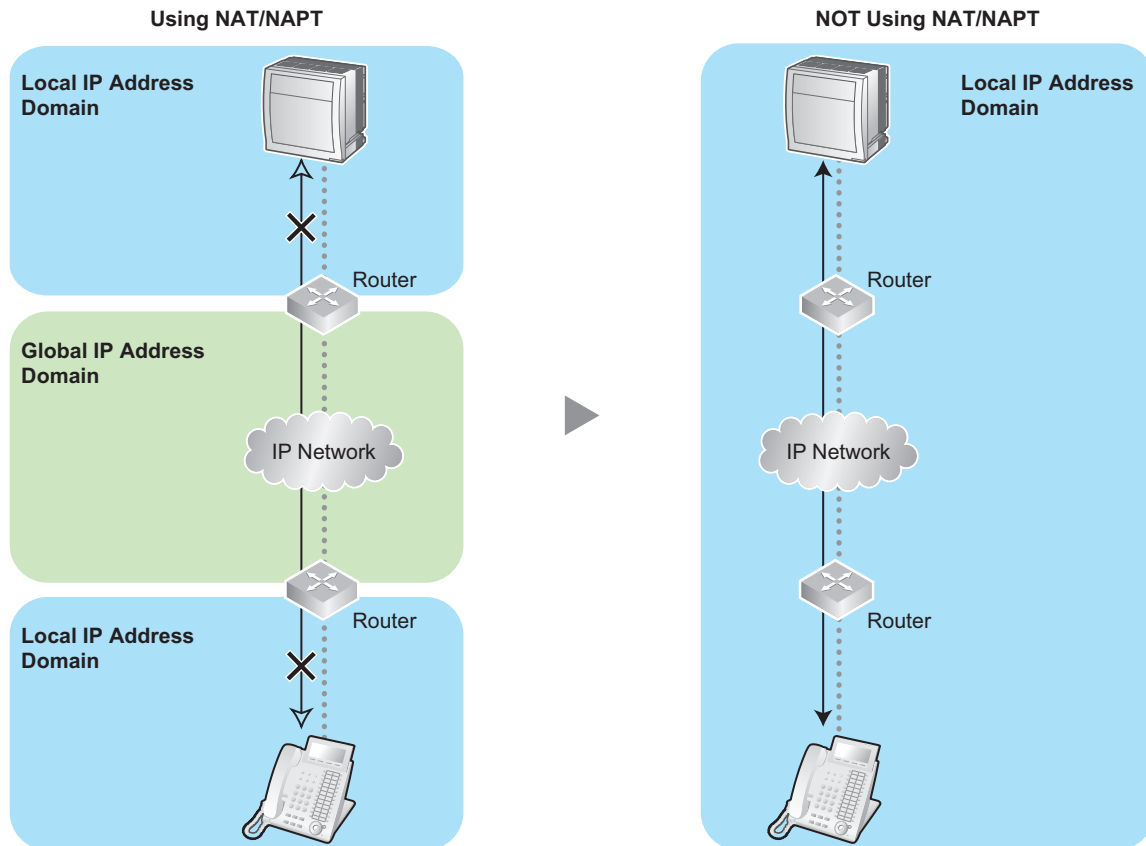 Using NAT/NAPT
Local IP Address
Domain
Router
Global IP Address
Domain
IP Network
Router
Local IP Address
Domain
NOT Using NAT/NAPT
Local IP Address
Domain
Router
IP Network
Router